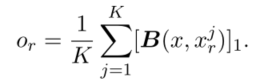 $o_r = \frac{1}{K} \sum_{j=1}^{K} [\boldsymbol{B}(x, x_r^j)]_1.$